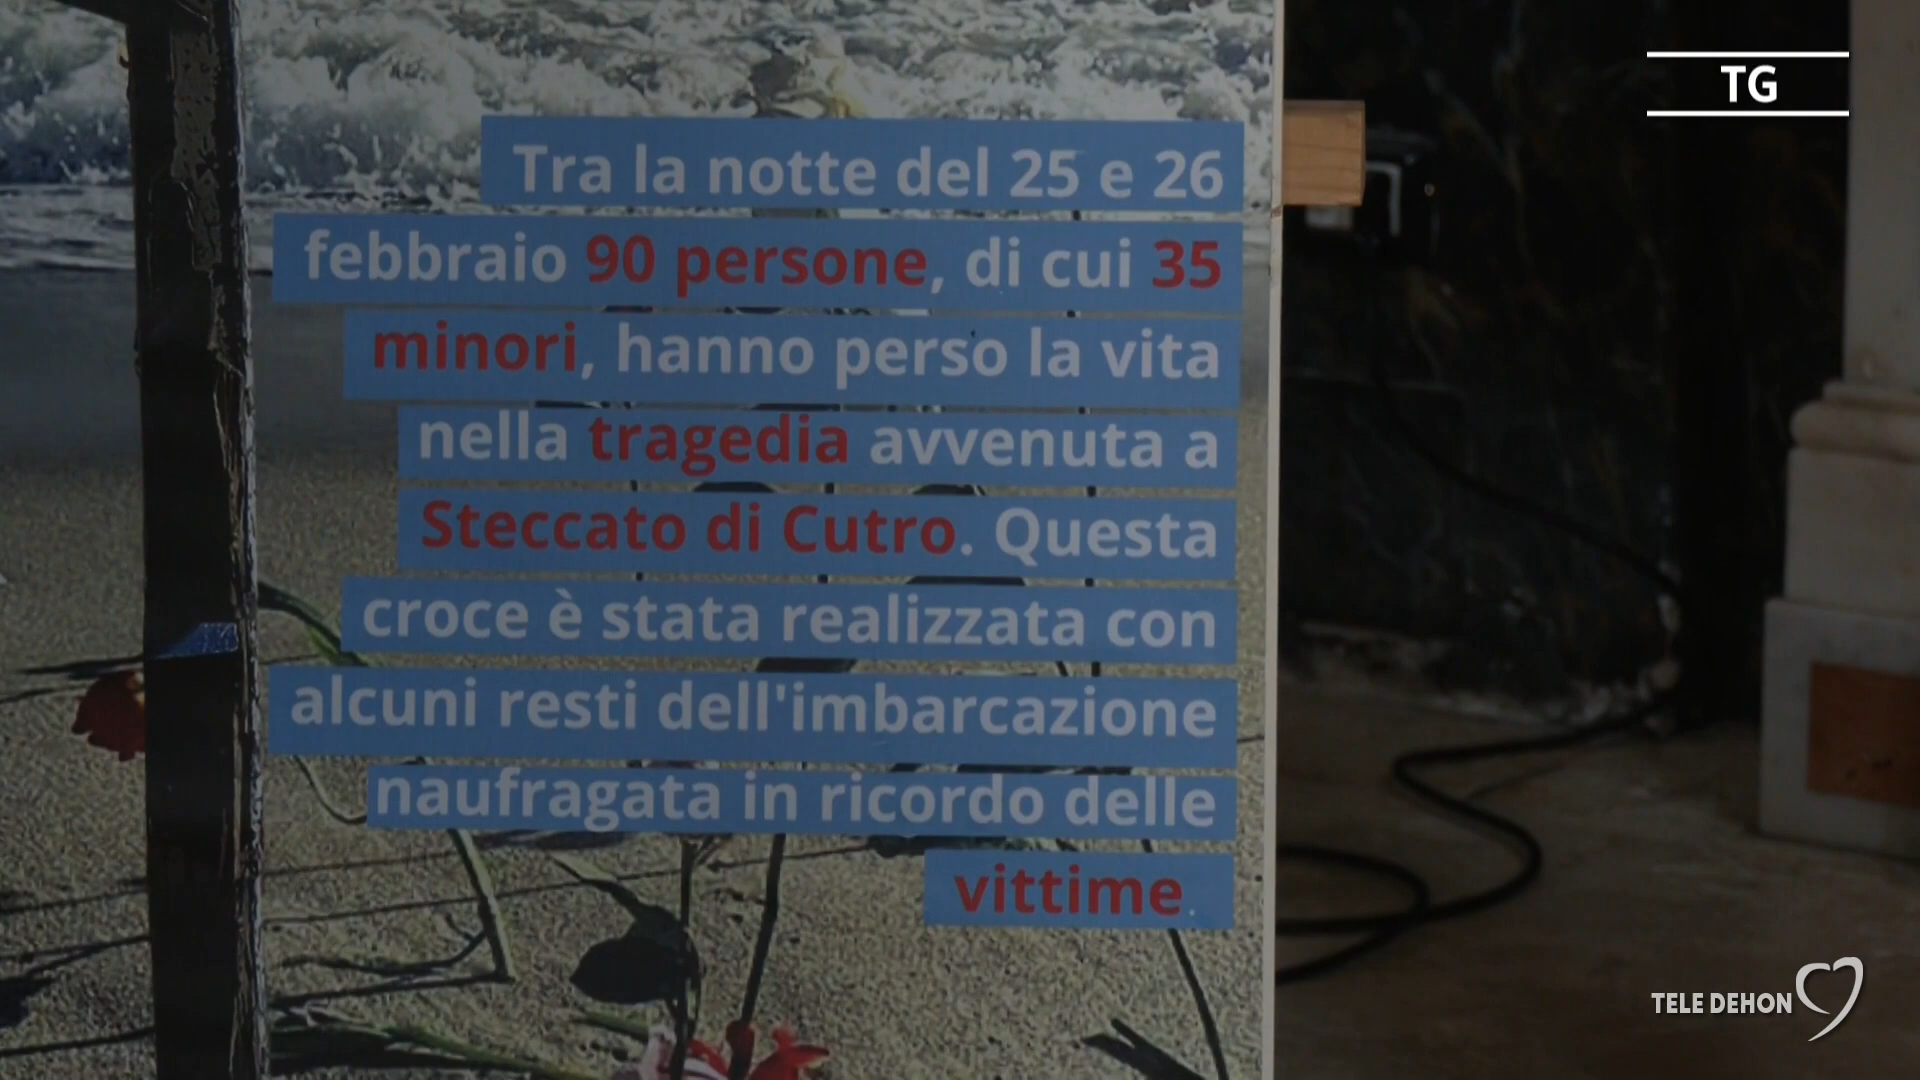 TG
Tra la notte del 25 e 26
febbraio 90 persone, di cui 35
minori, hanno perso la vita
nella tragedia avvenuta a
Steccato di Cutro. Questa
croce è stata realizzata con
alcuni resti dell'imbarcazione
naufragata in ricordo delle
vittime.
TELE DEHON